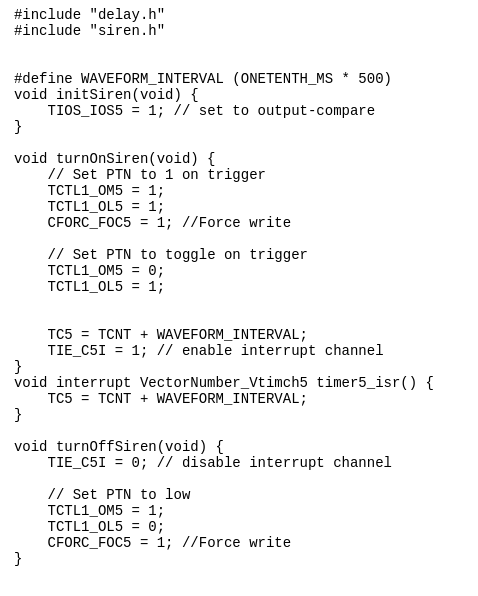 #include "delay.h"
#include "siren.h"
#define WAVEFORM_INTERVAL (ONETENTH_MS * 500)
void initSiren(void) {
    TIOS_IOS5 = 1; // set to output-compare
}
void turnOnSiren(void) {
    // Set PTN to 1 on trigger
    TCTL1_OM5 = 1;
    TCTL1_OL5 = 1;
    CFORC_FOC5 = 1; //Force write
    // Set PTN to toggle on trigger
    TCTL1_OM5 = 0;
    TCTL1_OL5 = 1;
    TC5 = TCNT + WAVEFORM_INTERVAL;
    TIE_C5I = 1; // enable interrupt channel
}
void interrupt VectorNumber_Vtimch5 timer5_isr() {
    TC5 = TCNT + WAVEFORM_INTERVAL;
}
void turnOffSiren(void) {
    TIE_C5I = 0; // disable interrupt channel
    // Set PTN to low
    TCTL1_OM5 = 1;
    TCTL1_OL5 = 0;
    CFORC_FOC5 = 1; //Force write
}